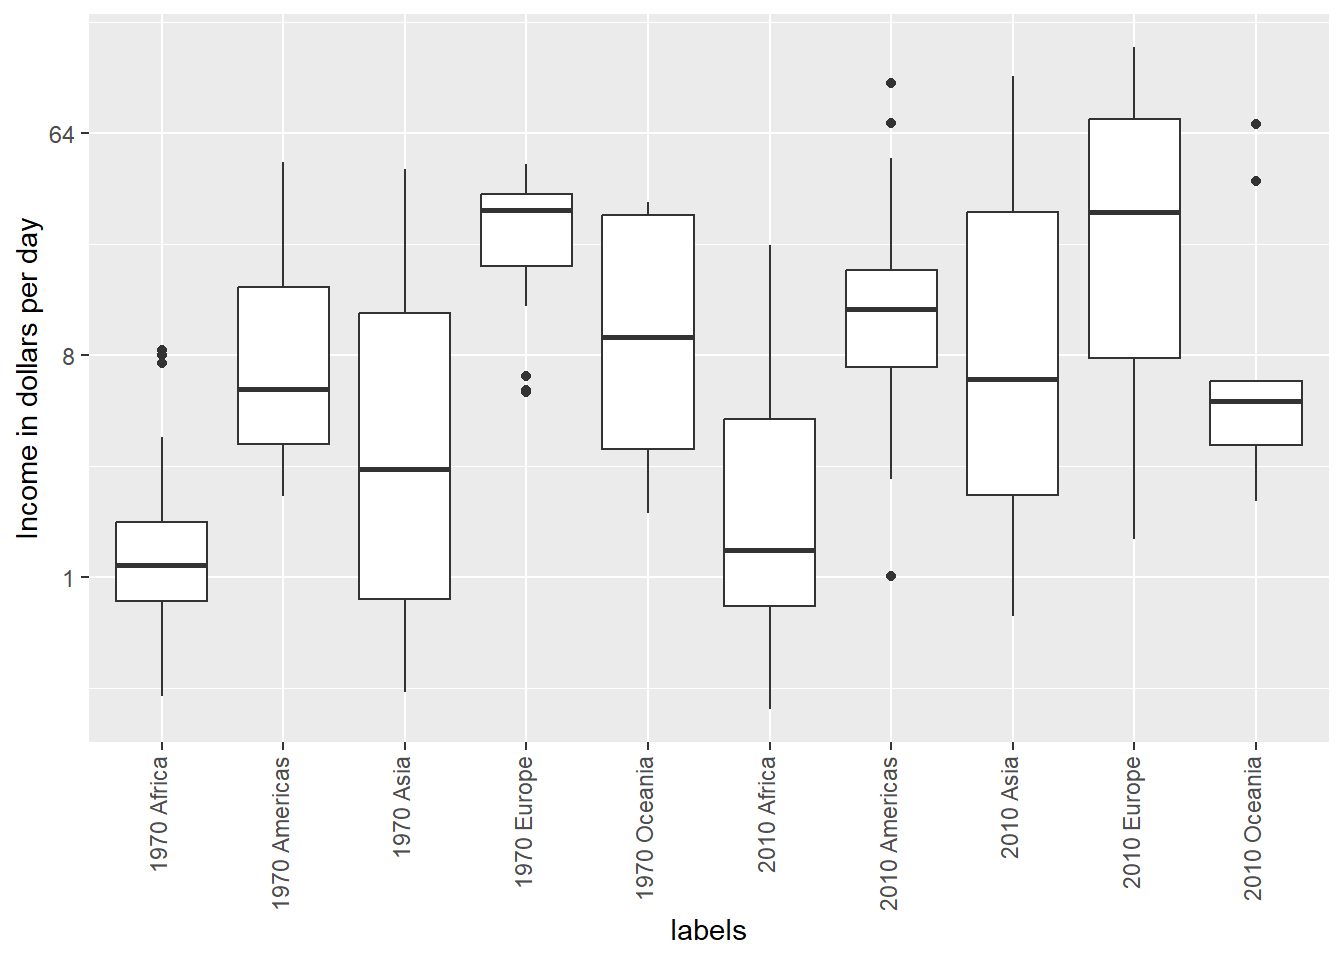 Income in dollars per day
64
8
1
1970 Africa
1970 Americas
1970 Asia
1970 Europe
1970 Oceania
2010 Africa
2010 Americas
2010 Asia
2010 Europe
2010 Oceania
labels